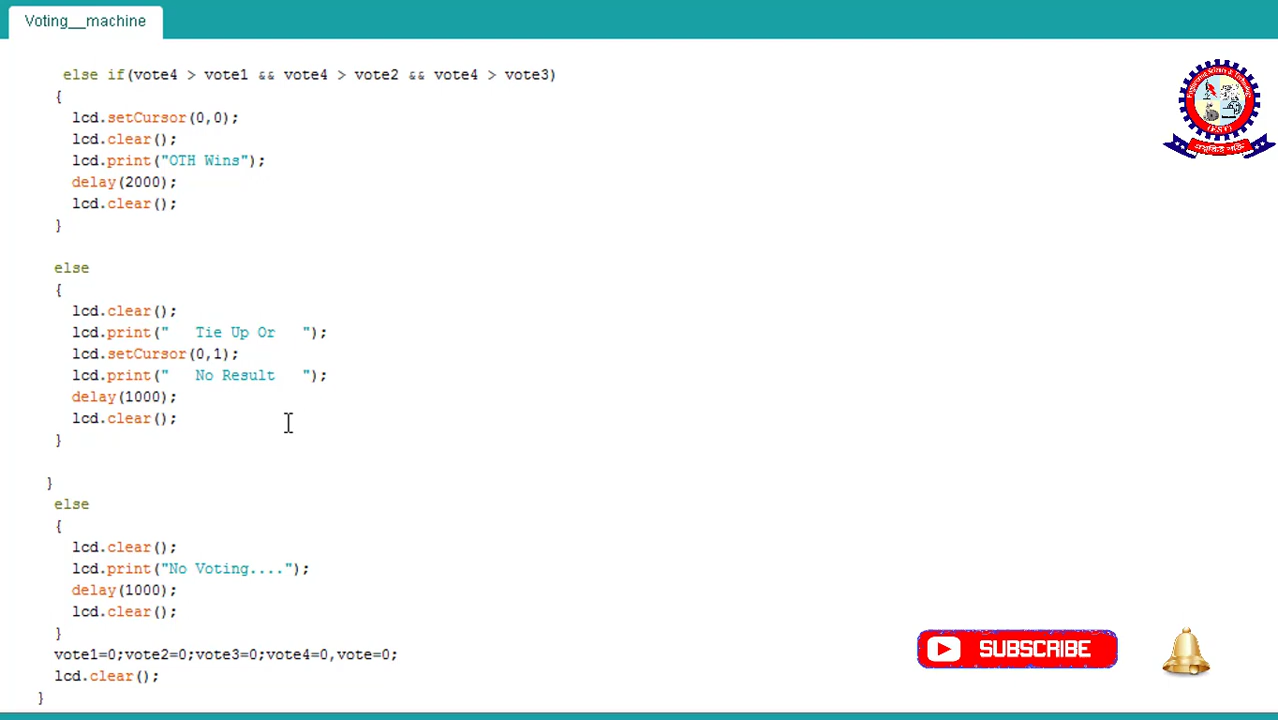 Voting__machine
else if(vote4 > vote1 && vote4 > vote2 && vote4 > vote3)
{
lcd.setCursor(0,0);
lcd.clear();
lcd.print("OTH Wins");
delay(2000);
lcd.clear();
}
else
{
lcd.clear();
lcd.print("   Tie Up Or   ");
lcd.setCursor(0,1);
lcd.print("   No Result   ");
delay(1000);
lcd.clear();
}
}
else
{
lcd.clear();
lcd.print("No Voting....");
delay(1000);
lcd.clear();
}
vote1=0;vote2=0;vote3=0;vote4=0,vote=0;
lcd.clear();
}
(EST)
SUBSCRIBE